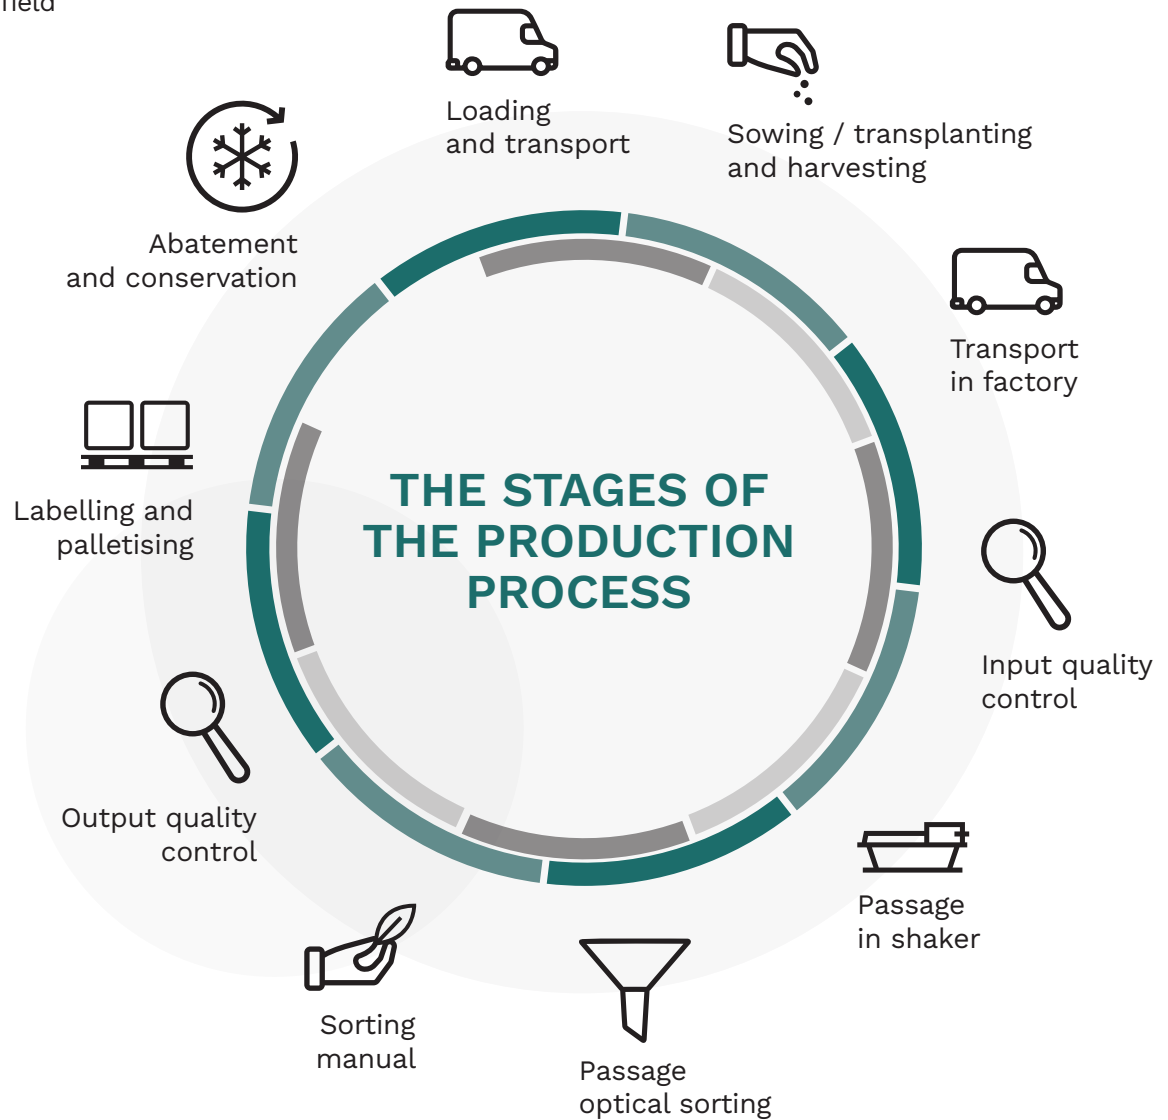 field
Loading
and transport
Sowing / transplanting
and harvesting
Abatement
and conservation
Transport
in factory
THE STAGES OF
THE PRODUCTION
PROCESS
Labelling and
palletising
Input quality
control
Output quality
control
Passage
in shaker
Sorting
manual
Passage
optical sorting